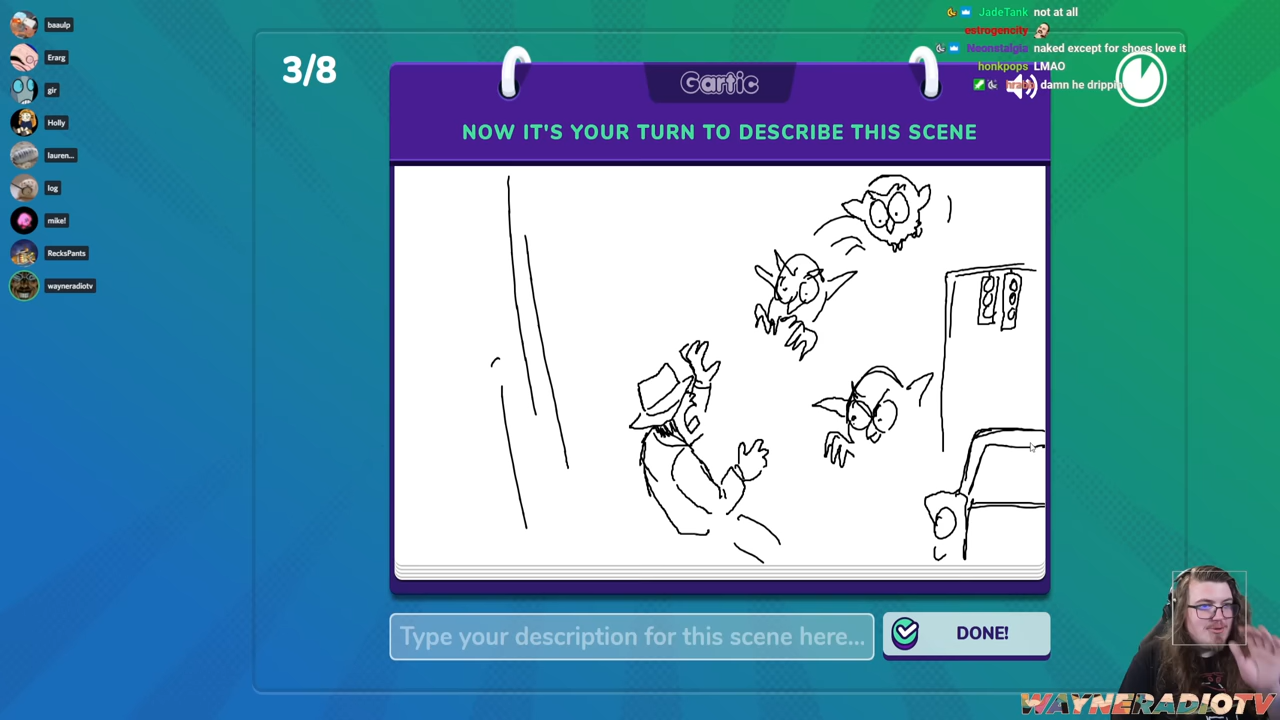 baaulp
Erarg
gir
Holly
lauren...
log
mike!
RecksPants
wayneradiotv
3/8
Gartic
NOW IT'S YOUR TURN TO DESCRIBE THIS SCENE
JadeTank not at all
estrogencity
Neonstalgia naked except for shoes love it
honkpops LMAO
damn he drippin
Type your description for this scene here...
DONE!
WAYNERADIOTV